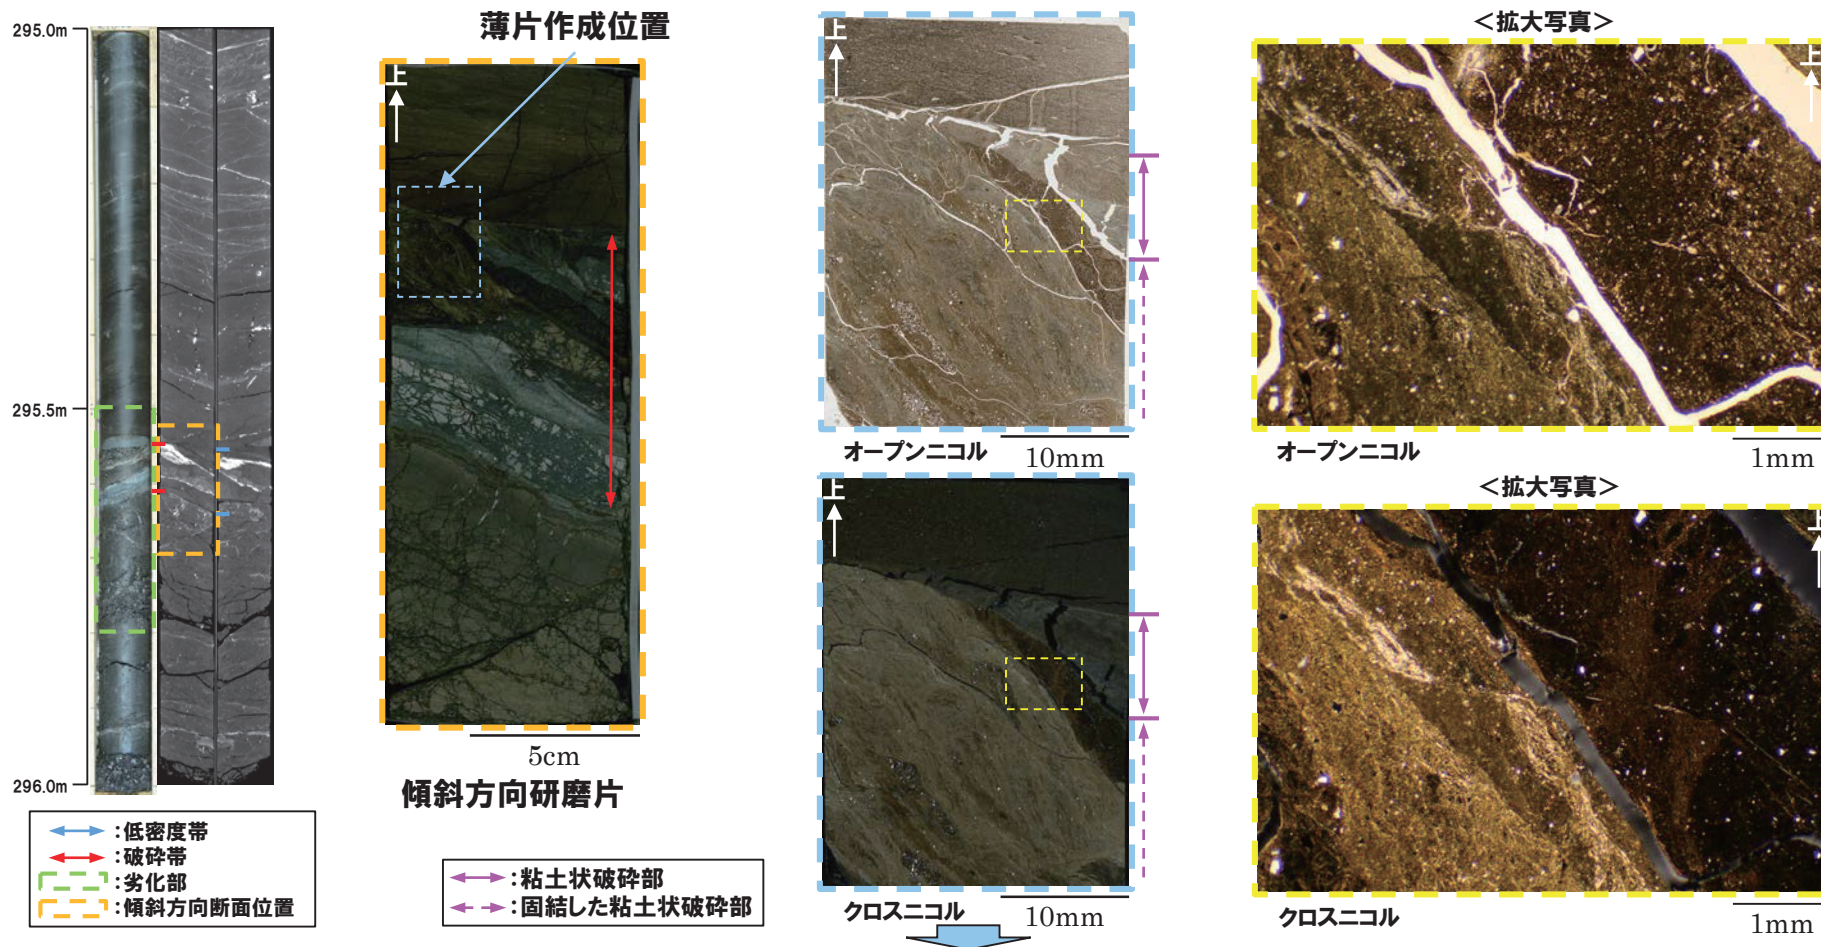 295.0m
295.5m
296.0m
:低密度帯
:破砕帯
:劣化部
:傾斜方向断面位置
薄片作成位置
上
5cm
傾斜方向研磨片
:粘土状破砕部
:固結した粘土状破砕部
上
オープンニコル
10mm
上
クロスニコル
10mm
<拡大写真>
上
オープンニコル
1mm
<拡大写真>
上
クロスニコル
1mm